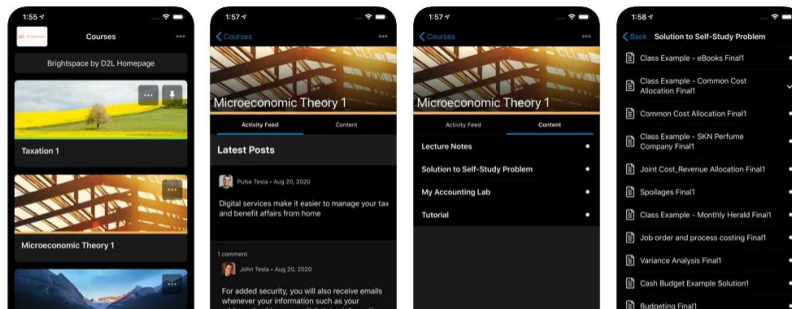 1:55
Courses
Brightspace by D2L Homepage
Taxation 1
Microeconomic Theory 1
1:57
Courses
Microeconomic Theory 1
Activity Feed
Content
Latest Posts
Pulse Tesla • Aug 20, 2020
Digital services make it easier to manage your tax
and benefit affairs from home
1 comment
John Tesla • Aug 20, 2020
For added security, you will also receive emails
whenever your information such as your
1:57
Courses
Microeconomic Theory 1
Activity Feed
Content
Lecture Notes
Solution to Self-Study Problem
My Accounting Lab
Tutorial
1:58
Back
Solution to Self-Study Problem
Class Example - eBooks Final1
Class Example - Common Cost
Allocation Final1
Common Cost Allocation Final1
Class Example - SKN Perfume
Company Final1
Joint Cost_Revenue Allocation Final1
Spoilages Final1
Class Example - Monthly Herald Final1
Job order and process costing Final1
Variance Analysis Final1
Cash Budget Example Solution1
Budgeting Final1